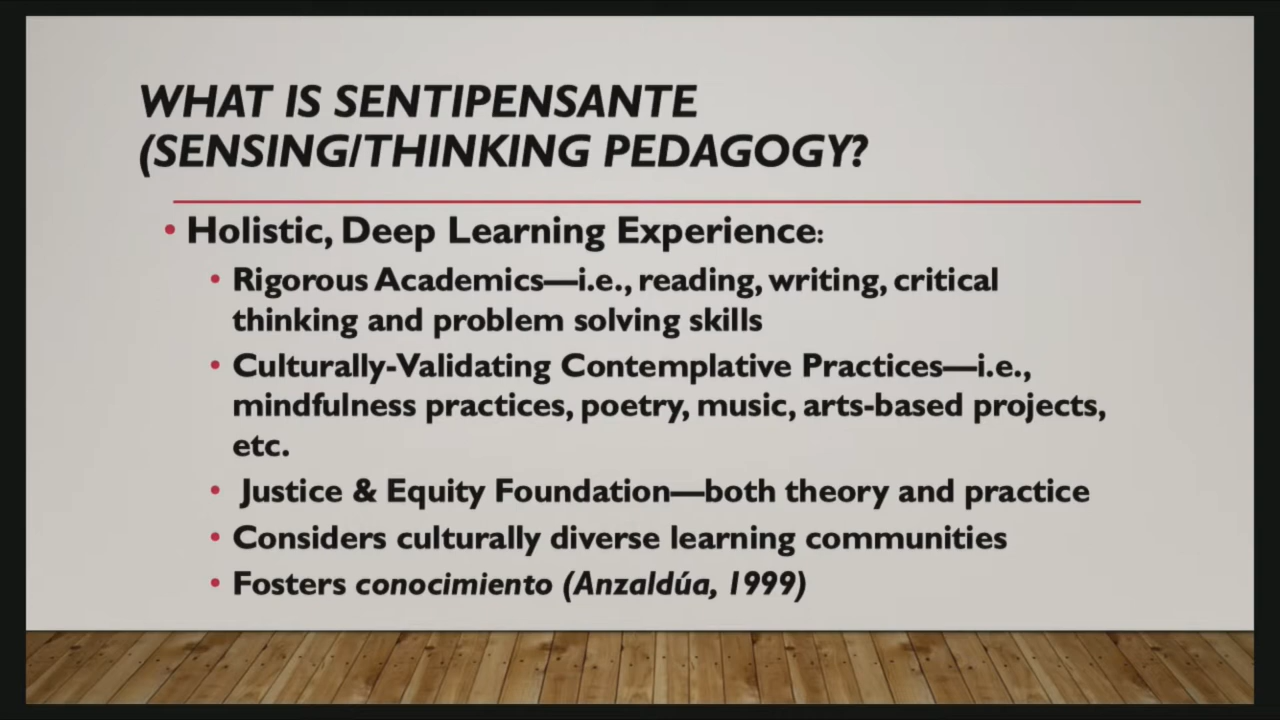 WHAT IS SENTIPENSANTE
(SENSING/THINKING PEDAGOGY?
• Holistic, Deep Learning Experience:
• Rigorous Academics—i.e., reading, writing, critical
thinking and problem solving skills
• Culturally-Validating Contemplative Practices—i.e.,
mindfulness practices, poetry, music, arts-based projects,
etc.
• Justice & Equity Foundation—both theory and practice
• Considers culturally diverse learning communities
• Fosters conocimiento (Anzaldúa, 1999)